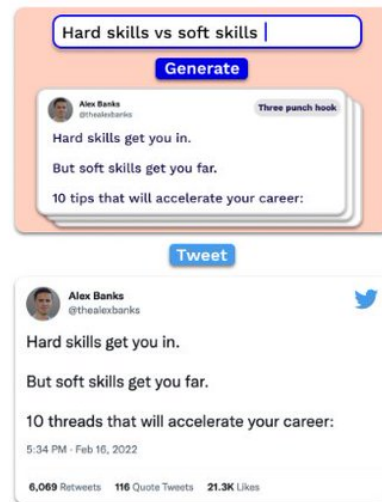 Hard skills vs soft skills
Generate
Alex Banks
@thealexbanks
Three punch hook
Hard skills get you in.
But soft skills get you far.
10 tips that will accelerate your career:
Tweet
Alex Banks
@thealexbanks
Hard skills get you in.
But soft skills get you far.
10 threads that will accelerate your career:
5:34 PM · Feb 16, 2022
6,069 Retweets 116 Quote Tweets 21.3K Likes